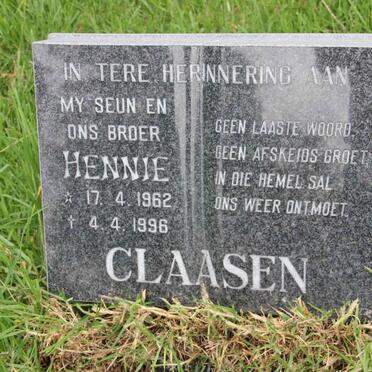 IN TERE HERINNERING AAN
MY SEUN EN
ONS BROER
HENNIE
☆ 17. 4. 1962
† 4. 4. 1996
GEEN LAASTE WOORD,
GEEN AFSKEIDS GROET,
IN DIE HEMEL SAL
ONS WEER ONTMOET.
CLAASEN